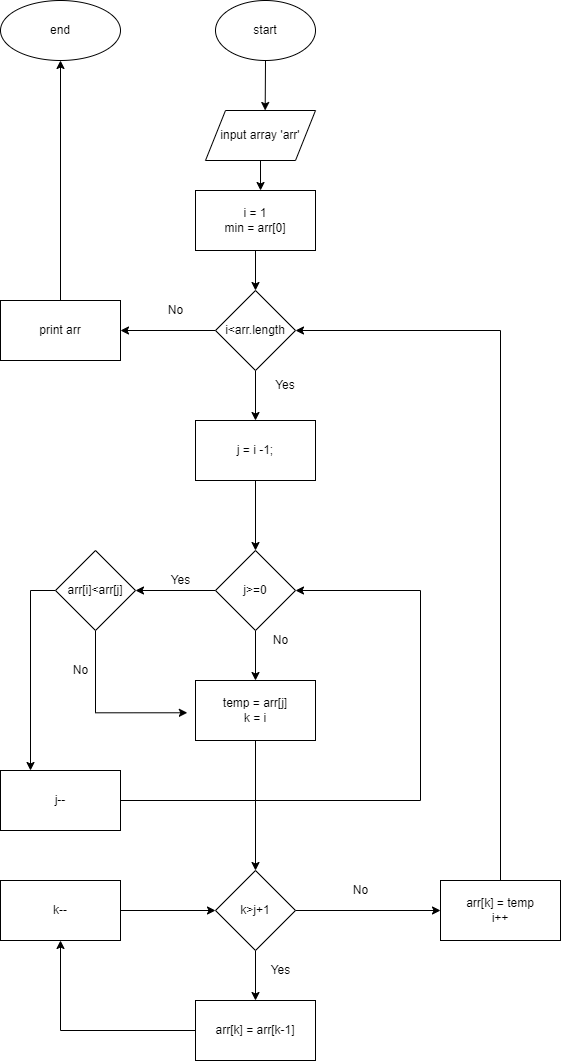 end
start
input array 'arr'
i = 1
min = arr[0]
No
print arr
i<arr.length
Yes
j = i -1;
Yes
arr[i]<arr[j]
j>=0
No
No
temp = arr[j]
k = i
j--
No
k--
k>j+1
arr[k] = temp
i++
Yes
arr[k] = arr[k-1]